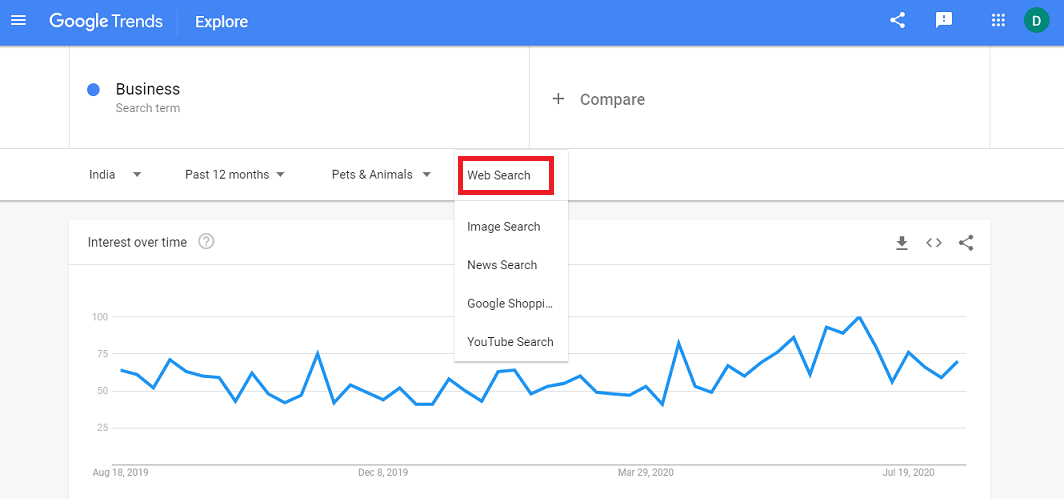 Google Trends Explore D
Business
Search term
+ Compare
India Past 12 months Pets & Animals Web Search
Image Search
News Search
Google Shoppi...
YouTube Search
Interest over time ?
100
75
50
25
Aug 18, 2019 Dec 8, 2019 Mar 29, 2020 Jul 19, 2020